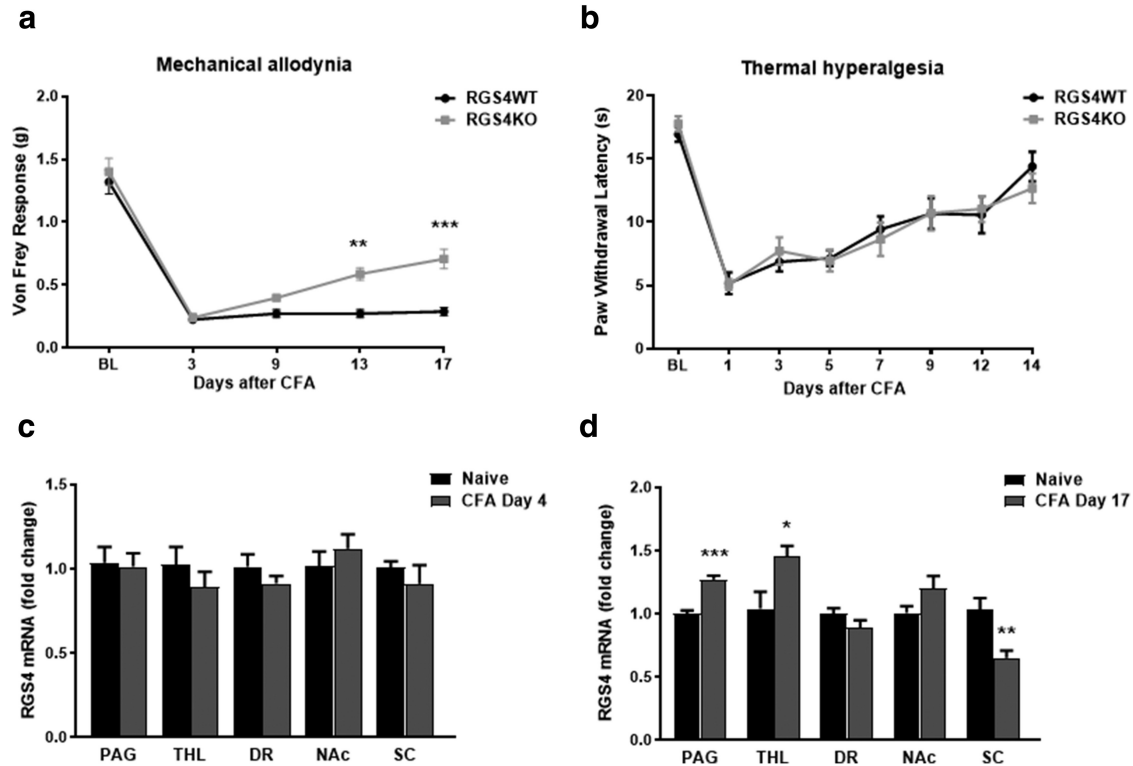 a
Mechanical allodynia
RGS4WT
RGS4KO
Von Frey Response (g)
2.0
1.5
1.0
0.5
0.0
**
***
BL 3 9 13 17
Days after CFA
b
Thermal hyperalgesia
RGS4WT
RGS4KO
Paw Withdrawal Latency (s)
20
15
10
5
0
BL 1 3 5 7 9 12 14
Days after CFA
c
Naive
CFA Day 4
RGS4 mRNA (fold change)
1.5
1.0
0.5
0.0
PAG THL DR NAc SC
d
Naive
CFA Day 17
RGS4 mRNA (fold change)
2.0
1.5
1.0
0.5
0.0
***
*
**
PAG THL DR NAc SC